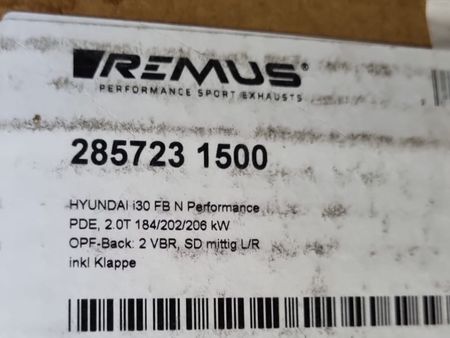 REMUS®
PERFORMANCE SPORT EXHAUSTS
285723 1500
HYUNDAI i30 FB N Performance
PDE, 2.0T 184/202/206 kW
OPF-Back: 2 VBR, SD mittig L/R
inkl Klappe